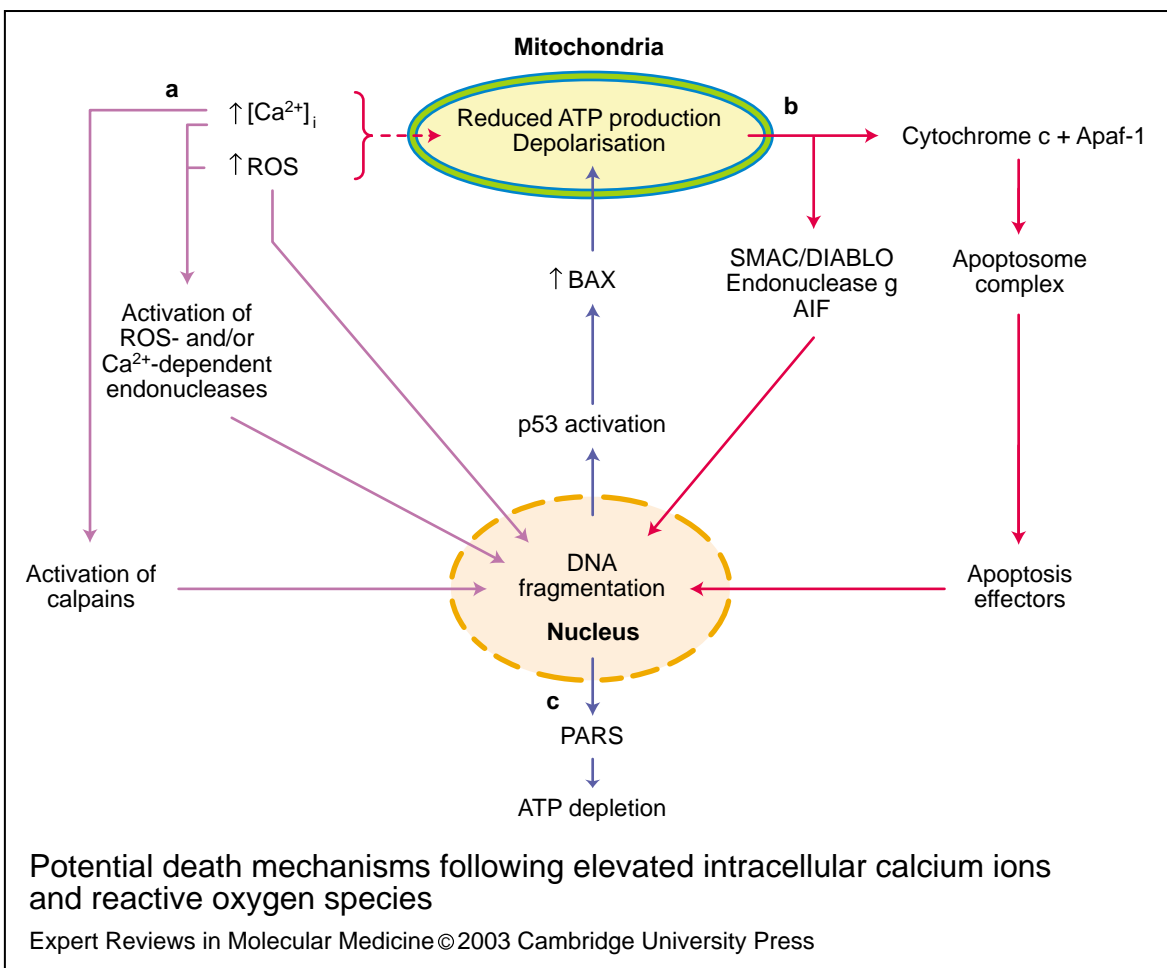 Mitochondria
a
↑[Ca²⁺]ᵢ
↑ROS
Reduced ATP production
Depolarisation
b
Cytochrome c + Apaf-1
SMAC/DIABLO
Endonuclease g
AIF
Apoptosome
complex
↑BAX
Activation of
ROS- and/or
Ca²⁺-dependent
endonucleases
p53 activation
Activation of
calpains
DNA
fragmentation
Nucleus
Apoptosis
effectors
c
PARS
ATP depletion
Potential death mechanisms following elevated intracellular calcium ions
and reactive oxygen species
Expert Reviews in Molecular Medicine © 2003 Cambridge University Press